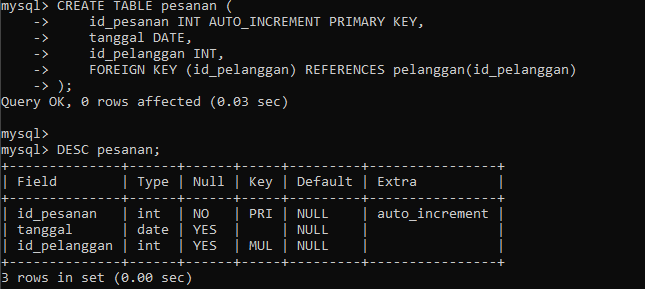 mysql> CREATE TABLE pesanan (
    ->     id_pesanan INT AUTO_INCREMENT PRIMARY KEY,
    ->     tanggal DATE,
    ->     id_pelanggan INT,
    ->     FOREIGN KEY (id_pelanggan) REFERENCES pelanggan(id_pelanggan)
    -> );
Query OK, 0 rows affected (0.03 sec)

mysql>
mysql> DESC pesanan;
+--------------+------+------+-----+---------+----------------+
| Field        | Type | Null | Key | Default | Extra          |
+--------------+------+------+-----+---------+----------------+
| id_pesanan   | int  | NO   | PRI | NULL    | auto_increment |
| tanggal      | date | YES  |     | NULL    |                |
| id_pelanggan | int  | YES  | MUL | NULL    |                |
+--------------+------+------+-----+---------+----------------+
3 rows in set (0.00 sec)